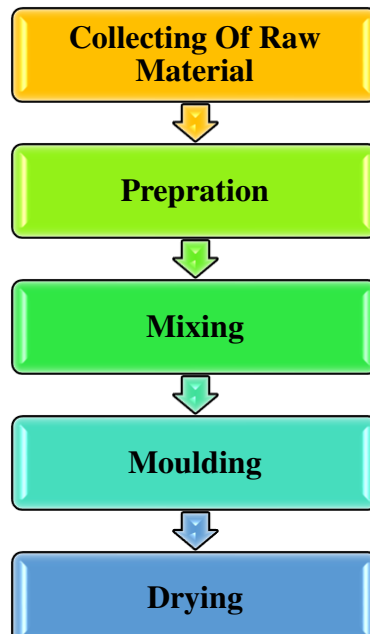 Collecting Of Raw
Material
Prepration
Mixing
Moulding
Drying